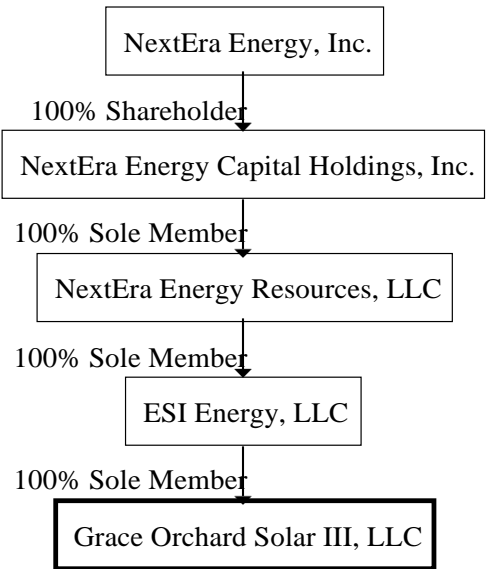 NextEra Energy, Inc.
100% Shareholder
NextEra Energy Capital Holdings, Inc.
100% Sole Member
NextEra Energy Resources, LLC
100% Sole Member
ESI Energy, LLC
100% Sole Member
Grace Orchard Solar III, LLC